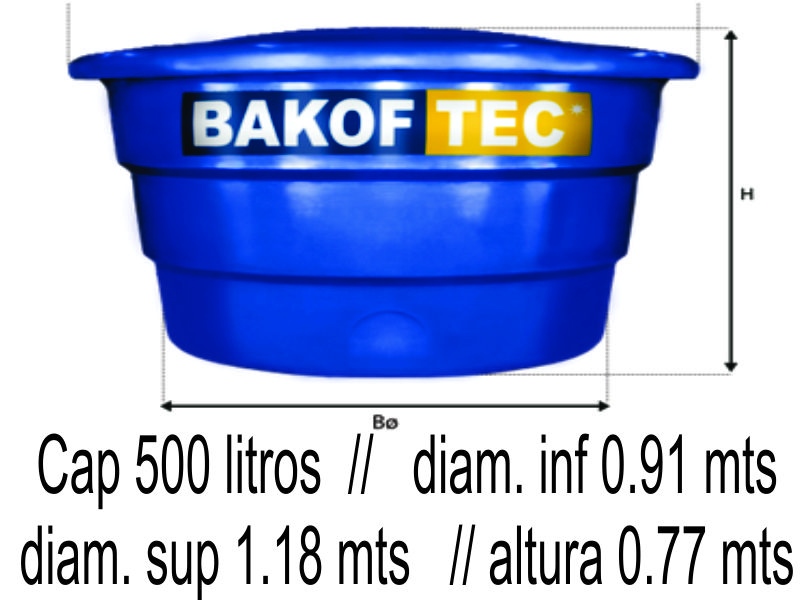 BAKOF TEC
H
Bø
Cap 500 litros // diam. inf 0.91 mts
diam. sup 1.18 mts // altura 0.77 mts